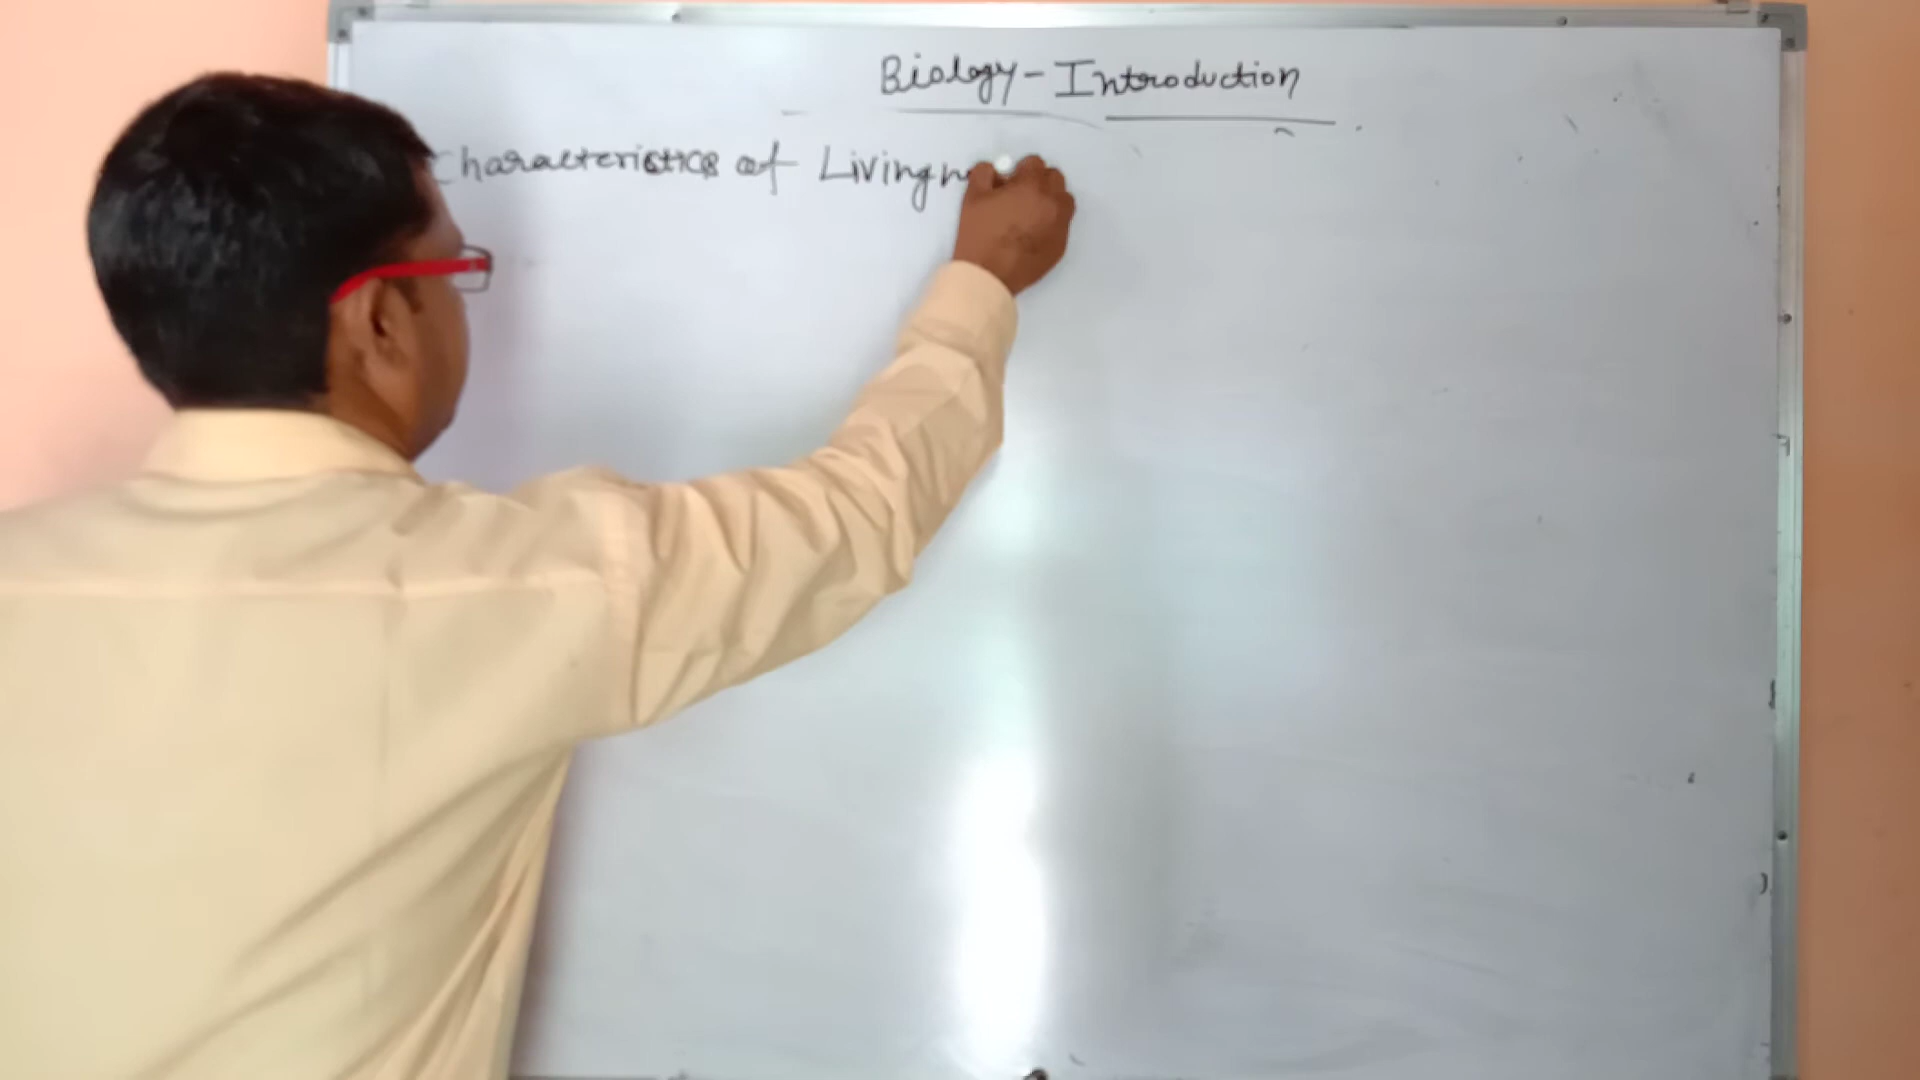 Biology - Introduction
Characteristics of Living